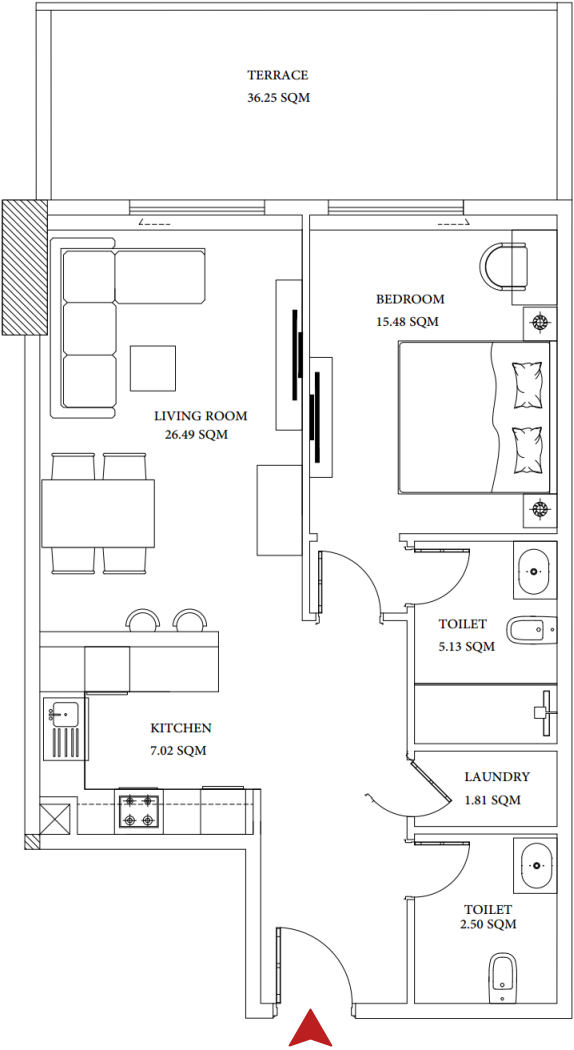 TERRACE
36.25 SQM
BEDROOM
15.48 SQM
LIVING ROOM
26.49 SQM
TOILET
5.13 SQM
KITCHEN
7.02 SQM
LAUNDRY
1.81 SQM
TOILET
2.50 SQM